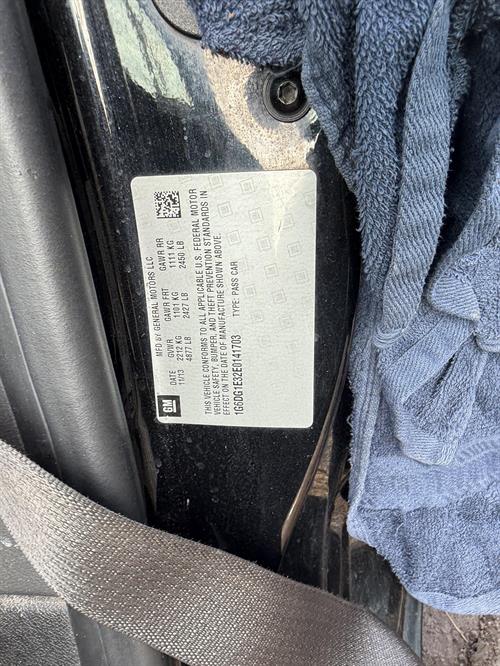 MFD BY GENERAL MOTORS LLC
DATE GVWR GAWR FRT GAWR RR
11/13 2212 KG 1101 KG 1111 KG
4877 LB 2427 LB 2450 LB
THIS VEHICLE CONFORMS TO ALL APPLICABLE U.S. FEDERAL MOTOR
VEHICLE SAFETY, BUMPER, AND THEFT PREVENTION STANDARDS IN
EFFECT ON THE DATE OF MANUFACTURE SHOWN ABOVE.
1G6DG1E32E0141703 TYPE: PASS CAR
GM